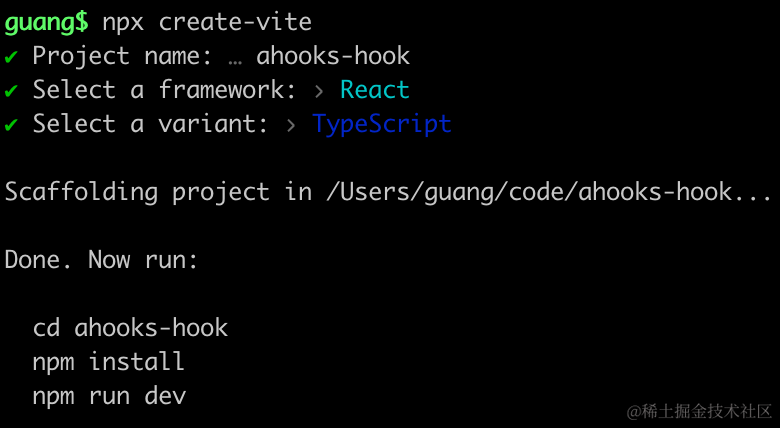 guang$ npx create-vite
✔ Project name: … ahooks-hook
✔ Select a framework: › React
✔ Select a variant: › TypeScript
Scaffolding project in /Users/guang/code/ahooks-hook...
Done. Now run:
cd ahooks-hook
npm install
npm run dev
@稀土掘金技术社区